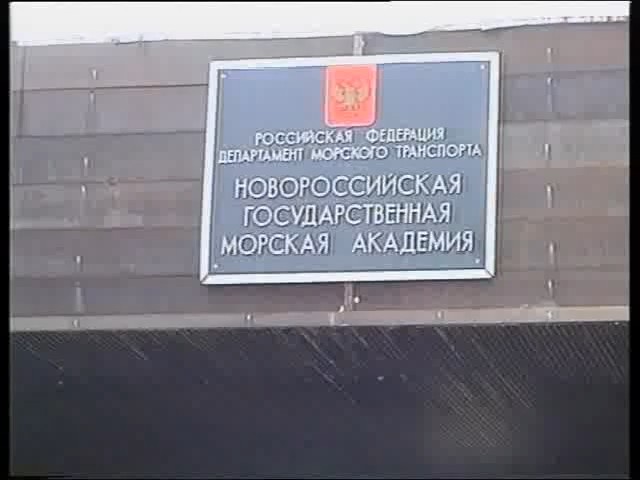 РОССИЙСКАЯ ФЕДЕРАЦИЯ
ДЕПАРТАМЕНТ МОРСКОГО ТРАНСПОРТА
НОВОРОССИЙСКАЯ
ГОСУДАРСТВЕННАЯ
МОРСКАЯ АКАДЕМИЯ